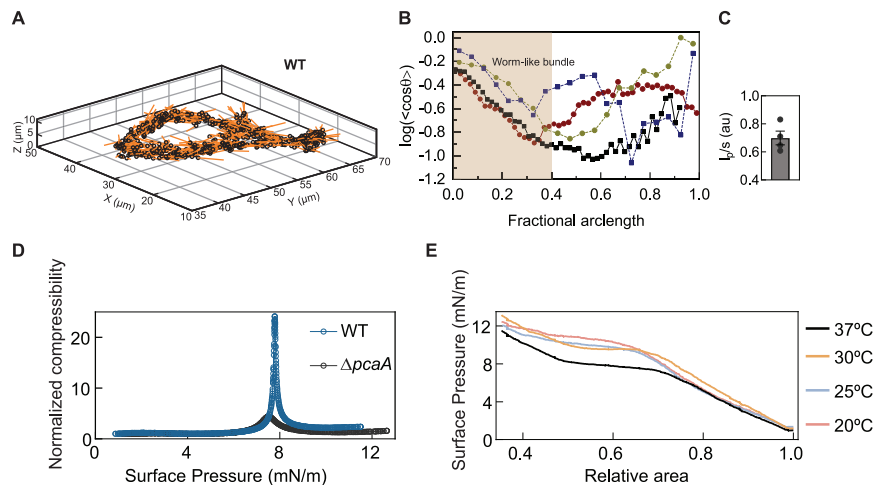 A
WT
Z (µm)
10
5
0
50
40
30
20
10
X (µm)
35
40
45
50
55
60
65
70
Y (µm)
B
log(<cosθ>)
0.0
-0.2
-0.4
-0.6
-0.8
-1.0
-1.2
Worm-like bundle
0.0 0.2 0.4 0.6 0.8 1.0
Fractional arclength
C
lp/s (au)
1.0
0.8
0.6
0.4
D
Normalized compressibility
20
10
0
WT
ΔpcaA
0 4 8 12
Surface Pressure (mN/m)
E
Surface Pressure (mN/m)
12
8
4
0
0.4 0.6 0.8 1.0
Relative area
37ºC
30ºC
25ºC
20ºC